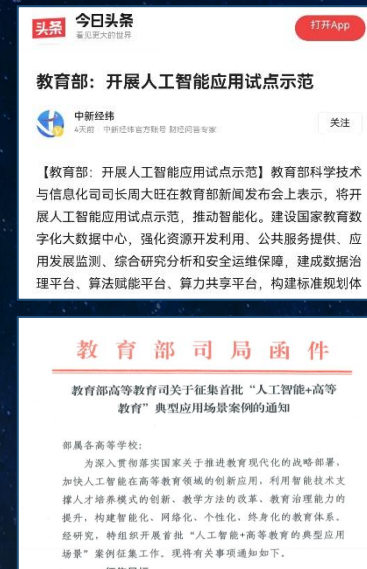 头条 今日头条
看见更大的世界
打开App
教育部：开展人工智能应用试点示范
中新经纬
4天前 中新经纬官方账号 财经问答专家
关注
【教育部：开展人工智能应用试点示范】教育部科学技术
与信息化司司长周大旺在教育部新闻发布会上表示，将开
展人工智能应用试点示范，推动智能化。建设国家教育数
字化大数据中心，强化资源开发利用、公共服务提供、应
用发展监测、综合研究分析和安全运维保障，建成数据治
理平台、算法赋能平台、算力共享平台，构建标准规划体
教育部司局函件
教育部高等教育司关于征集首批“人工智能+高等
教育”典型应用场景案例的通知
部属各高等学校：
为深入贯彻落实国家关于推进教育现代化的战略部署，
加快人工智能在高等教育领域的创新应用，利用智能技术支
撑人才培养模式的创新、教学方法的改革、教育治理能力的
提升，构建智能化、网络化、个性化、终身化的教育体系。
经研究，特组织开展首批“人工智能+高等教育的典型应用
场景”案例征集工作。现将有关事项通知如下。